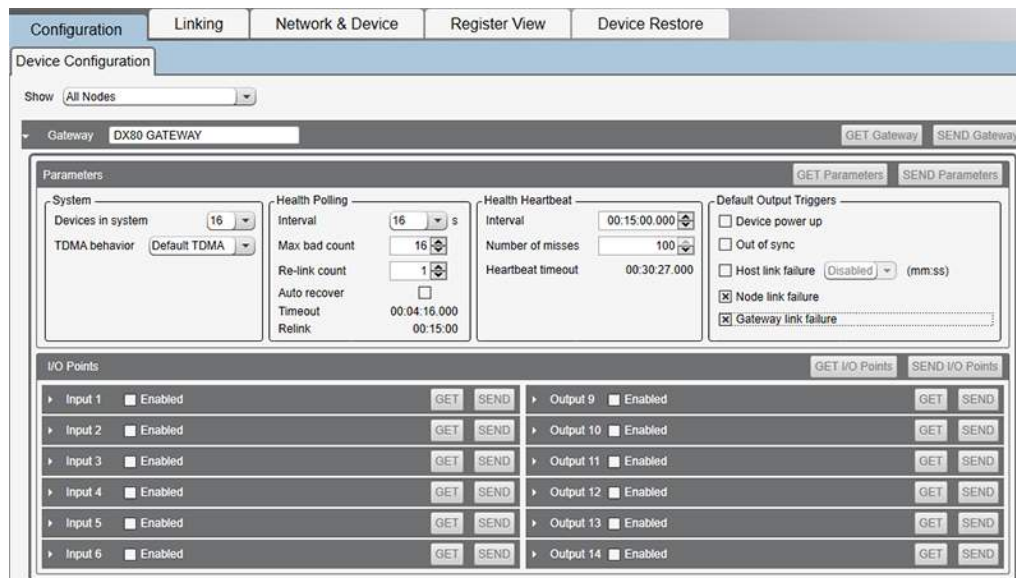 Configuration Linking Network & Device Register View Device Restore
Device Configuration
Show All Nodes
Gateway DX80 GATEWAY GET Gateway SEND Gateway
Parameters GET Parameters SEND Parameters
System
Devices in system 16
TDMA behavior Default TDMA
Health Polling
Interval 16 s
Max bad count 16
Re-link count 1
Auto recover
Timeout 00:04:16.000
Relink 00:15:00
Health Heartbeat
Interval 00:15:00.000
Number of misses 100
Heartbeat timeout 00:30:27.000
Default Output Triggers
Device power up
Out of sync
Host link failure Disabled (mm:ss)
Node link failure
Gateway link failure
I/O Points GET I/O Points SEND I/O Points
Input 1 Enabled GET SEND Output 9 Enabled GET SEND
Input 2 Enabled GET SEND Output 10 Enabled GET SEND
Input 3 Enabled GET SEND Output 11 Enabled GET SEND
Input 4 Enabled GET SEND Output 12 Enabled GET SEND
Input 5 Enabled GET SEND Output 13 Enabled GET SEND
Input 6 Enabled GET SEND Output 14 Enabled GET SEND